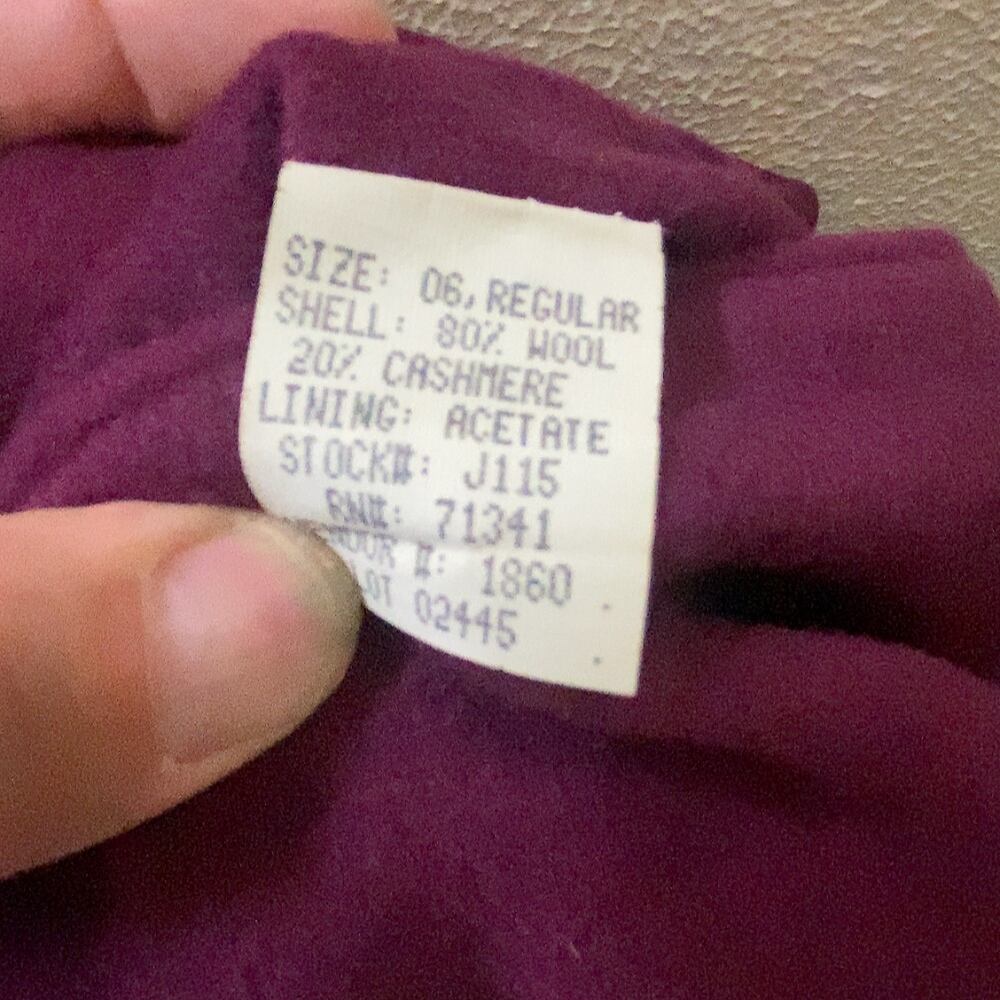 SIZE: 06, REGULAR
SHELL: 80% WOOL
20% CASHMERE
LINING: ACETATE
STOCK#: J115
RN#: 71341
#: 1860
02445